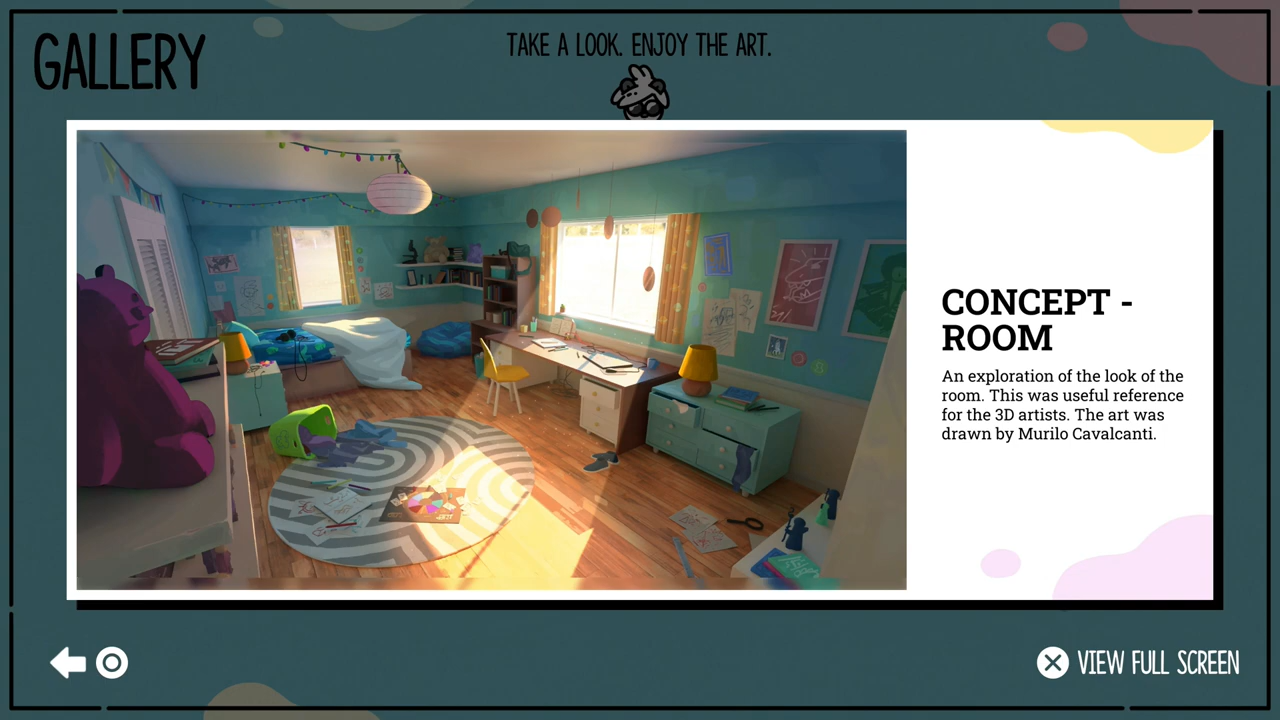 GALLERY
TAKE A LOOK. ENJOY THE ART.
CONCEPT -
ROOM
An exploration of the look of the
room. This was useful reference
for the 3D artists. The art was
drawn by Murilo Cavalcanti.
VIEW FULL SCREEN